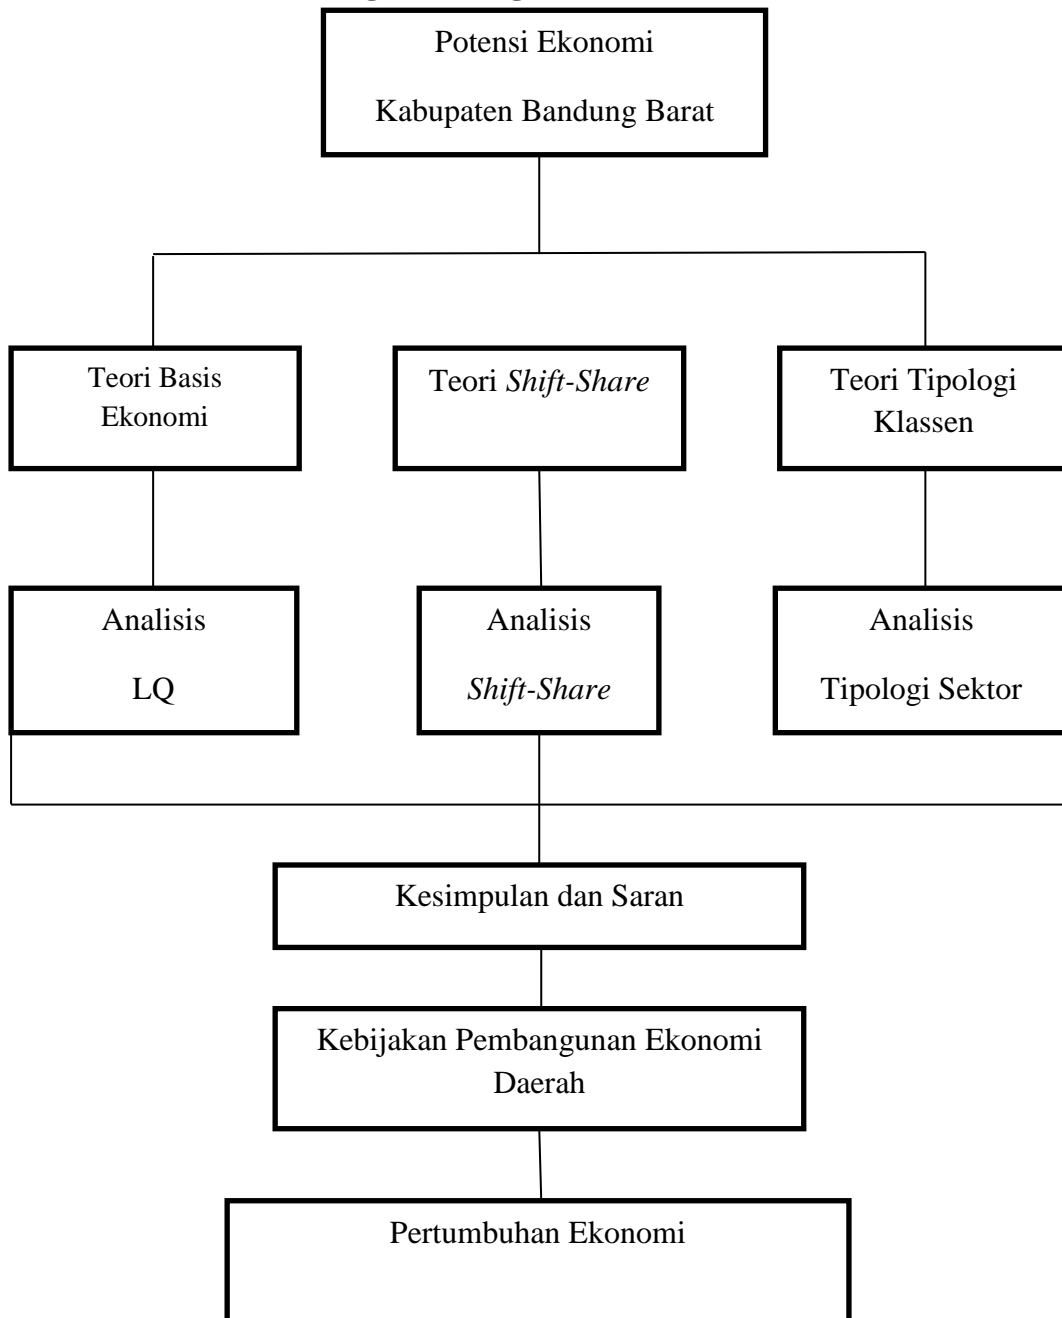 Potensi Ekonomi
Kabupaten Bandung Barat
Teori Basis
Ekonomi
Teori Shift-Share
Teori Tipologi
Klassen
Analisis
LQ
Analisis
Shift-Share
Analisis
Tipologi Sektor
Kesimpulan dan Saran
Kebijakan Pembangunan Ekonomi
Daerah
Pertumbuhan Ekonomi